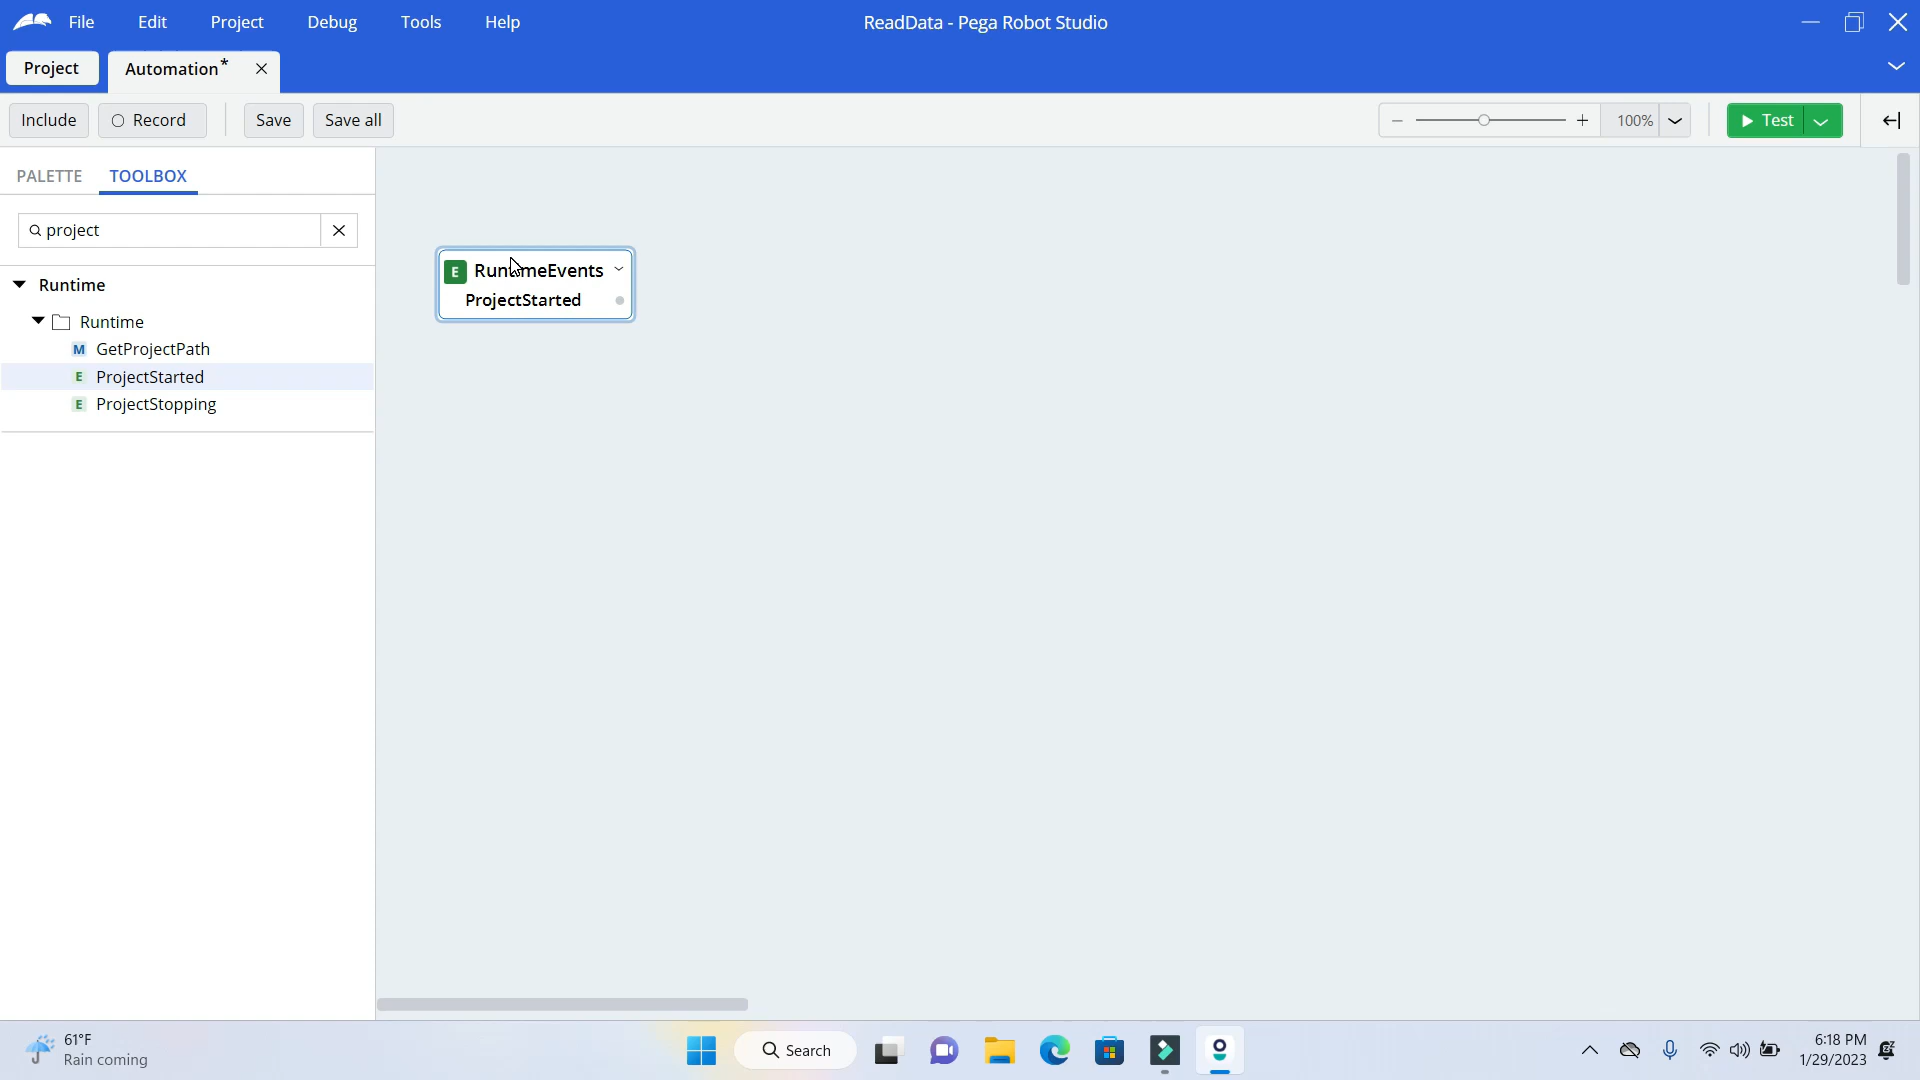 File Edit Project Debug Tools Help ReadData - Pega Robot Studio
Project Automation*
Include Record Save Save all 100% Test
PALETTE TOOLBOX
project
Runtime
Runtime
M GetProjectPath
E ProjectStarted
E ProjectStopping
E RuntimeEvents
ProjectStarted
61°F
Rain coming
Search
6:18 PM
1/29/2023